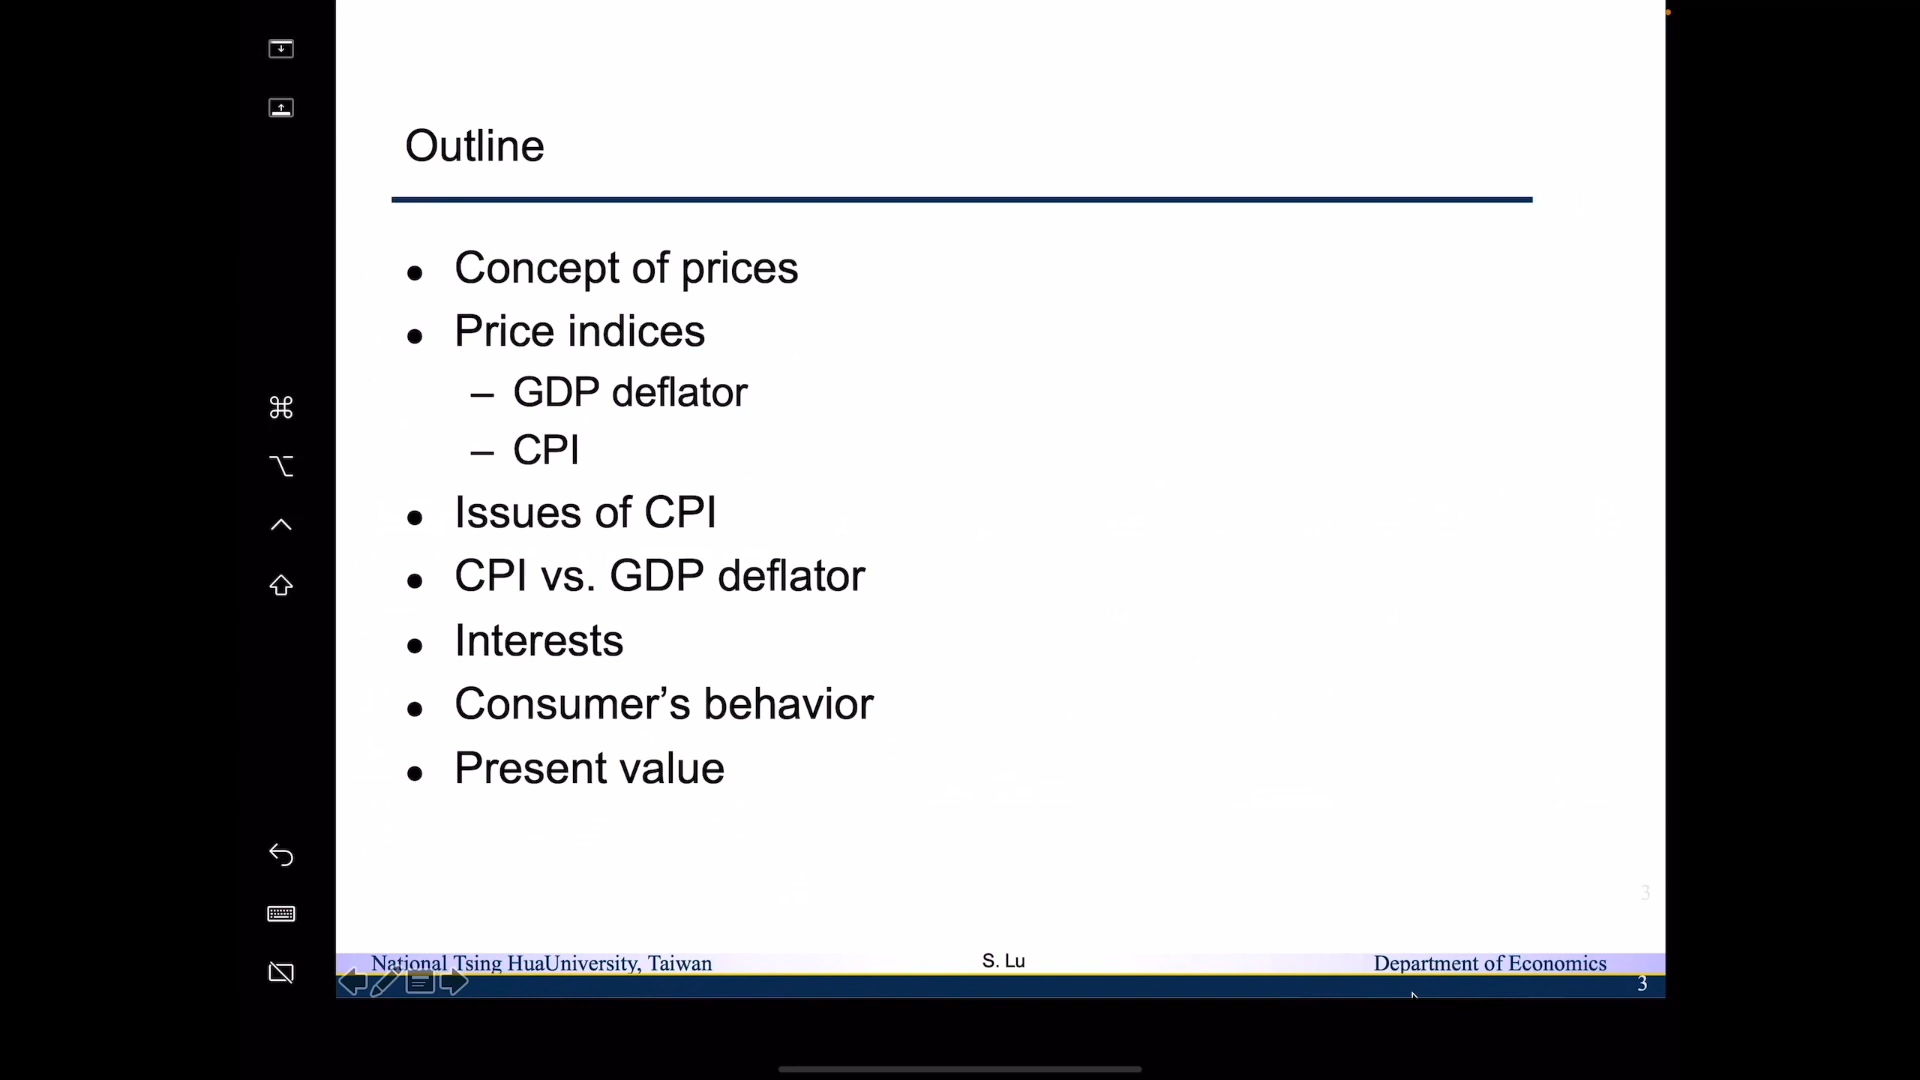 Outline
• Concept of prices
• Price indices
– GDP deflator
– CPI
• Issues of CPI
• CPI vs. GDP deflator
• Interests
• Consumer’s behavior
• Present value
3
National Tsing HuaUniversity, Taiwan
S. Lu
Department of Economics
3